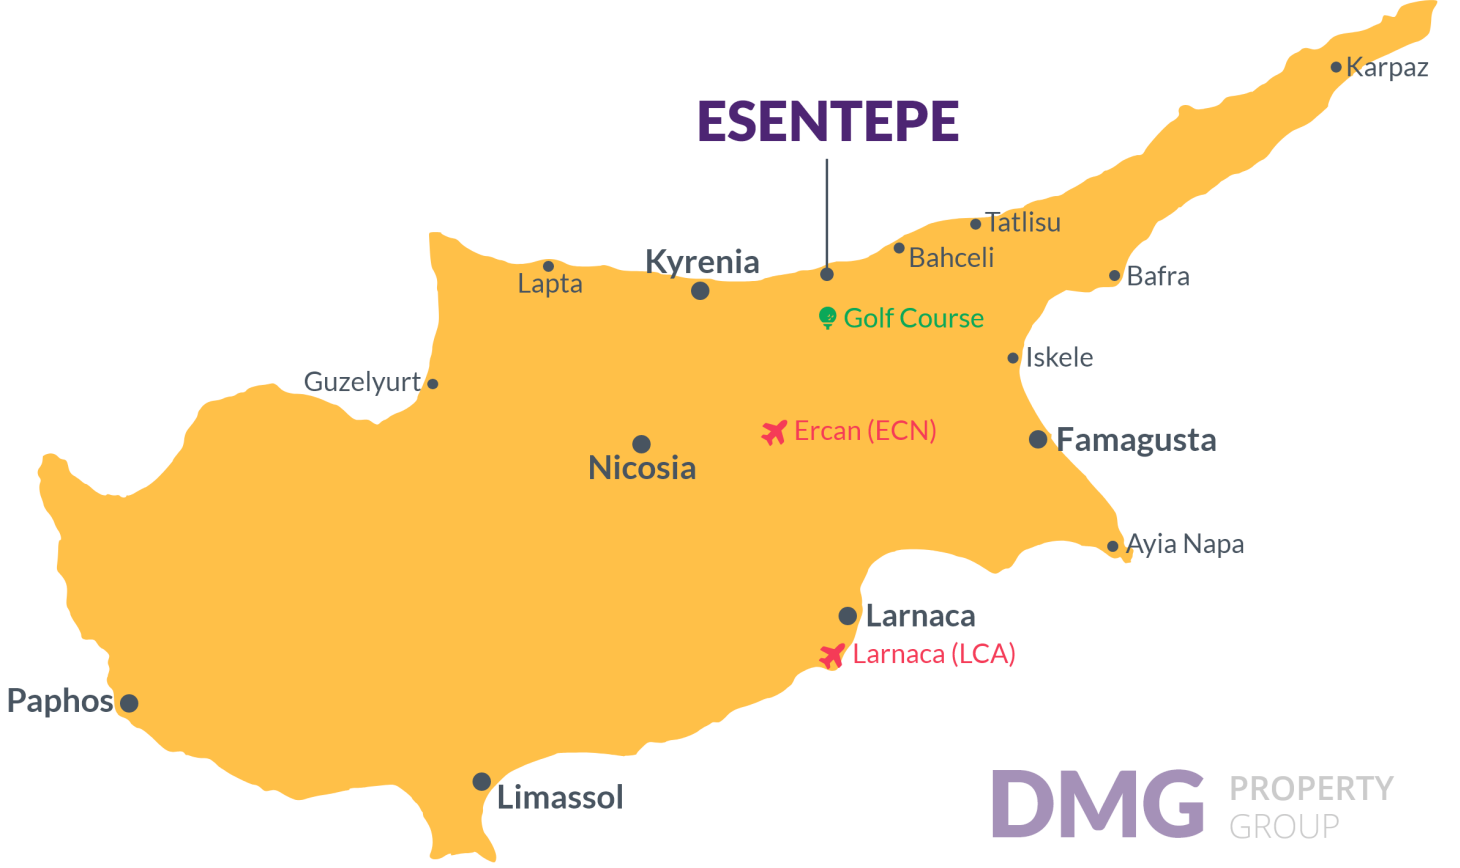 Karpaz
ESENTEPE
Tatlisu
Kyrenia
Bahceli
Lapta
Bafra
Golf Course
Iskele
Guzelyurt
Ercan (ECN)
Famagusta
Nicosia
Ayia Napa
Larnaca
Larnaca (LCA)
Paphos
Limassol
DMG PROPERTY
GROUP